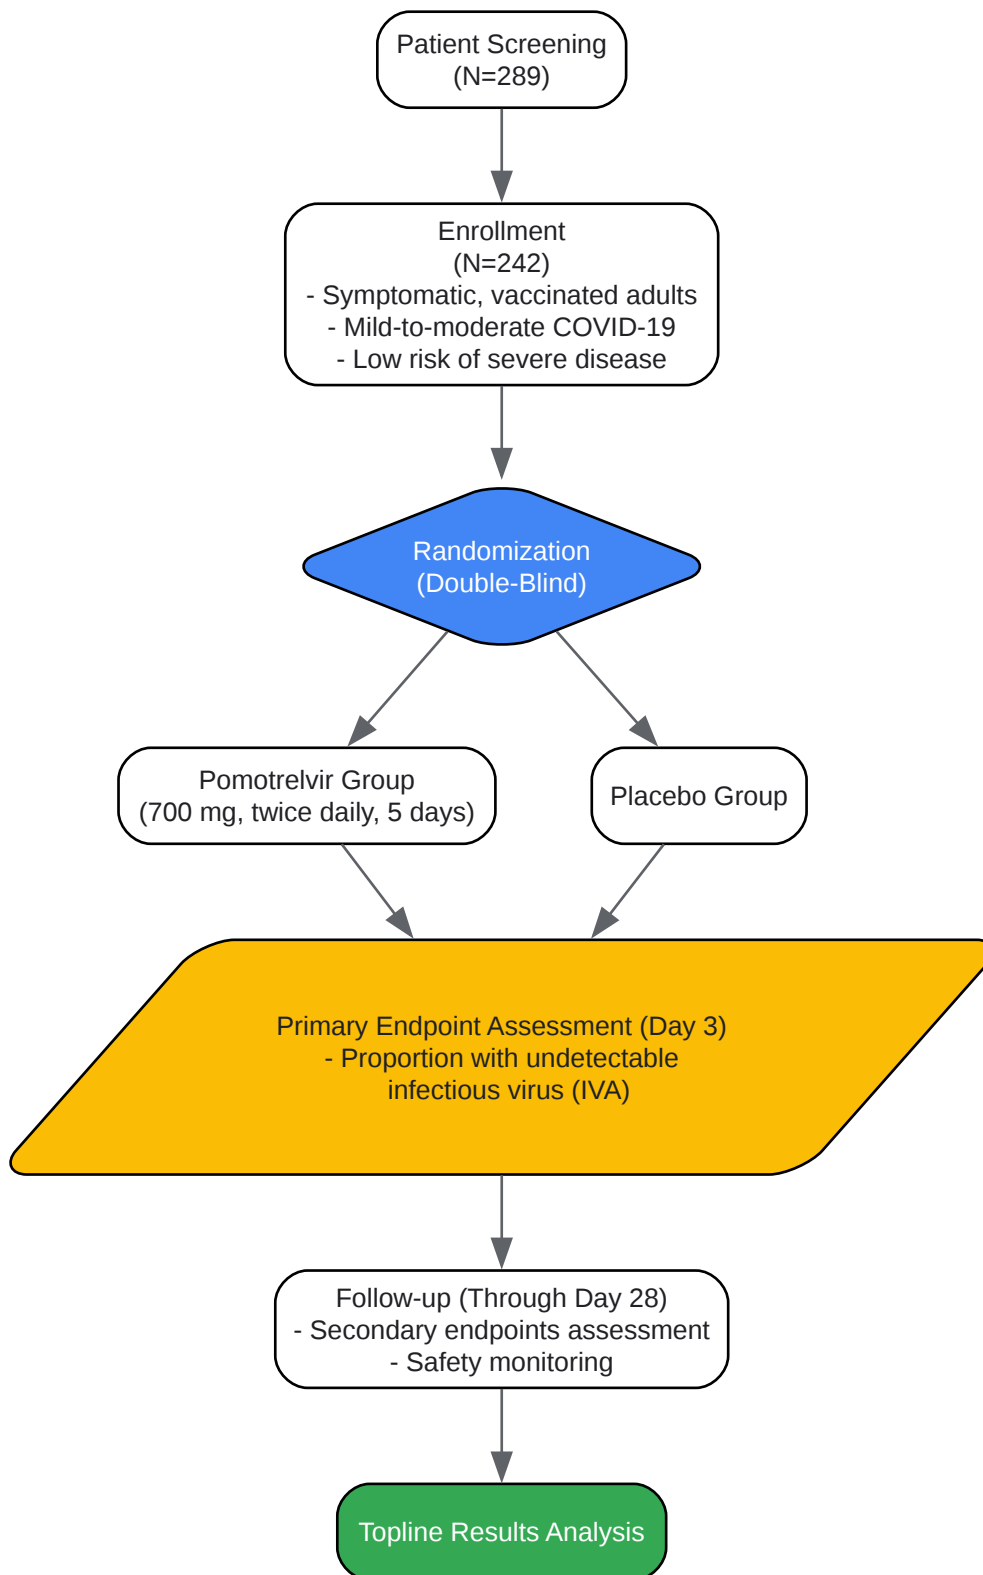 Patient Screening
(N=289)
Enrollment
(N=242)
- Symptomatic, vaccinated adults
- Mild-to-moderate COVID-19
- Low risk of severe disease
Randomization
(Double-Blind)
Pomotrelvir Group
(700 mg, twice daily, 5 days)
Placebo Group
Primary Endpoint Assessment (Day 3)
- Proportion with undetectable
infectious virus (IVA)
Follow-up (Through Day 28)
- Secondary endpoints assessment
- Safety monitoring
Topline Results Analysis